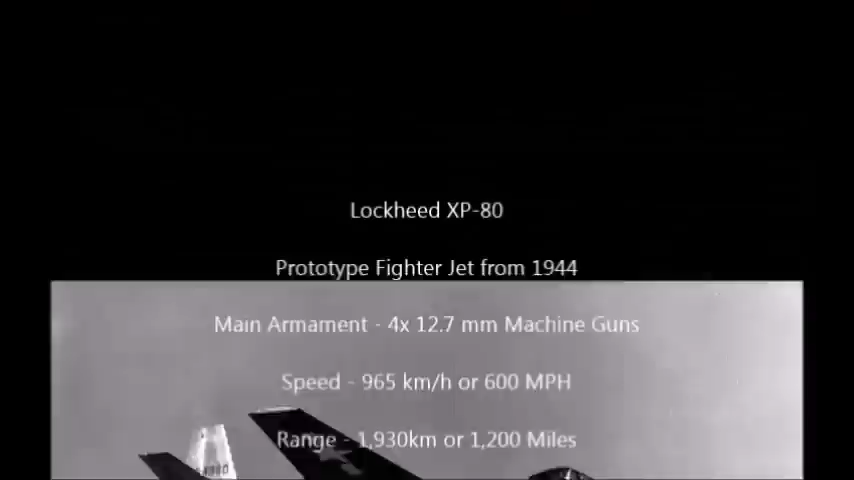 Lockheed XP-80
Prototype Fighter Jet from 1944
Main Armament - 4x 12.7 mm Machine Guns
Speed - 965 km/h or 600 MPH
Range - 1,930km or 1,200 Miles